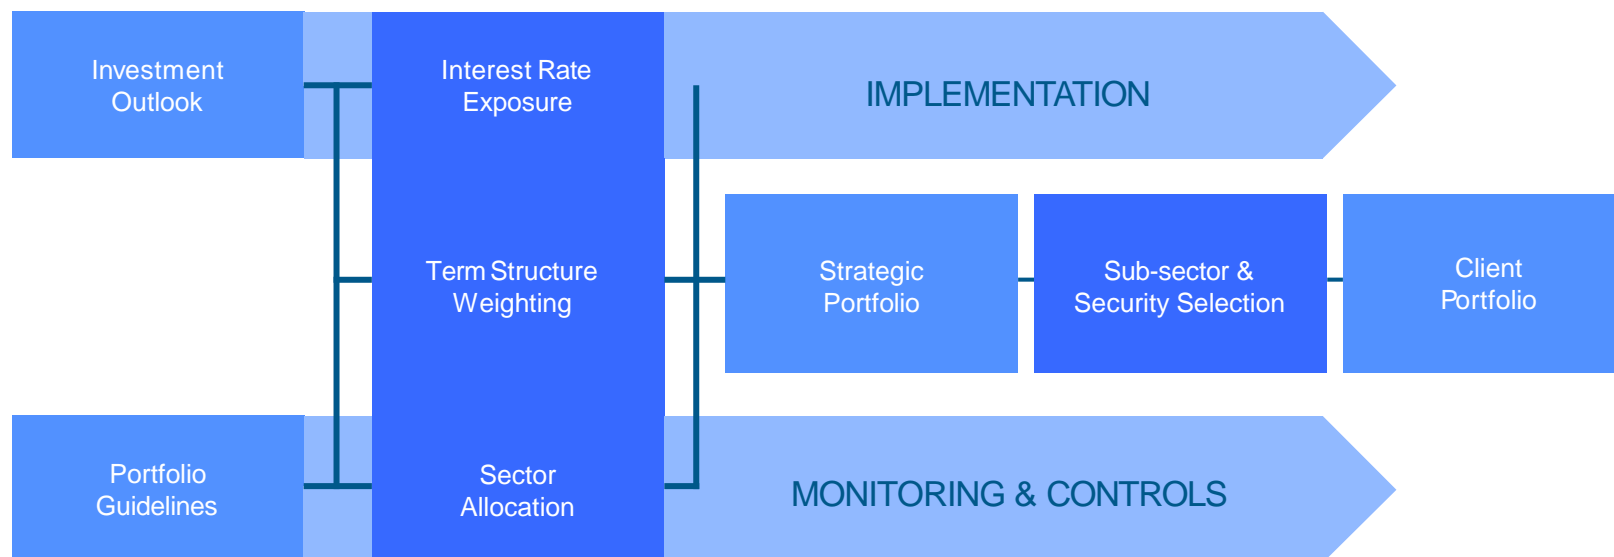 Investment
Outlook
Interest Rate
Exposure
IMPLEMENTATION
Term Structure
Weighting
Strategic
Portfolio
Sub-sector &
Security Selection
Client
Portfolio
Portfolio
Guidelines
Sector
Allocation
MONITORING & CONTROLS